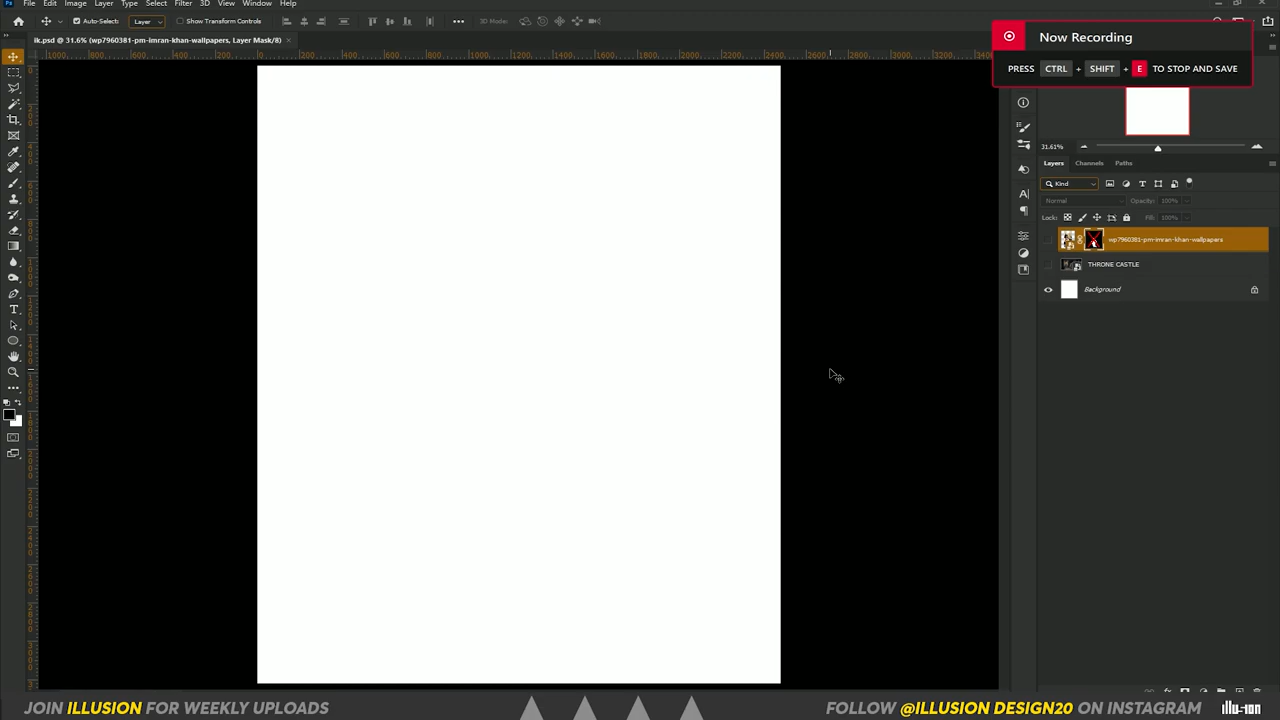 File Edit Image Layer Type Select Filter 3D View Window Help
Auto-Select: Layer Show Transform Controls 3D Mode:
ik.psd @ 31.6% (wp7960381-pm-imran-khan-wallpapers, Layer Mask/8)
Now Recording
PRESS CTRL + SHIFT + E TO STOP AND SAVE
31.61%
Layers Channels Paths
Kind
Normal Opacity: 100%
Lock: Fill: 100%
wp7960381-pm-imran-khan-wallpapers
THRONE CASTLE
Background
JOIN ILLUSION FOR WEEKLY UPLOADS
FOLLOW @ILLUSION DESIGN20 ON INSTAGRAM